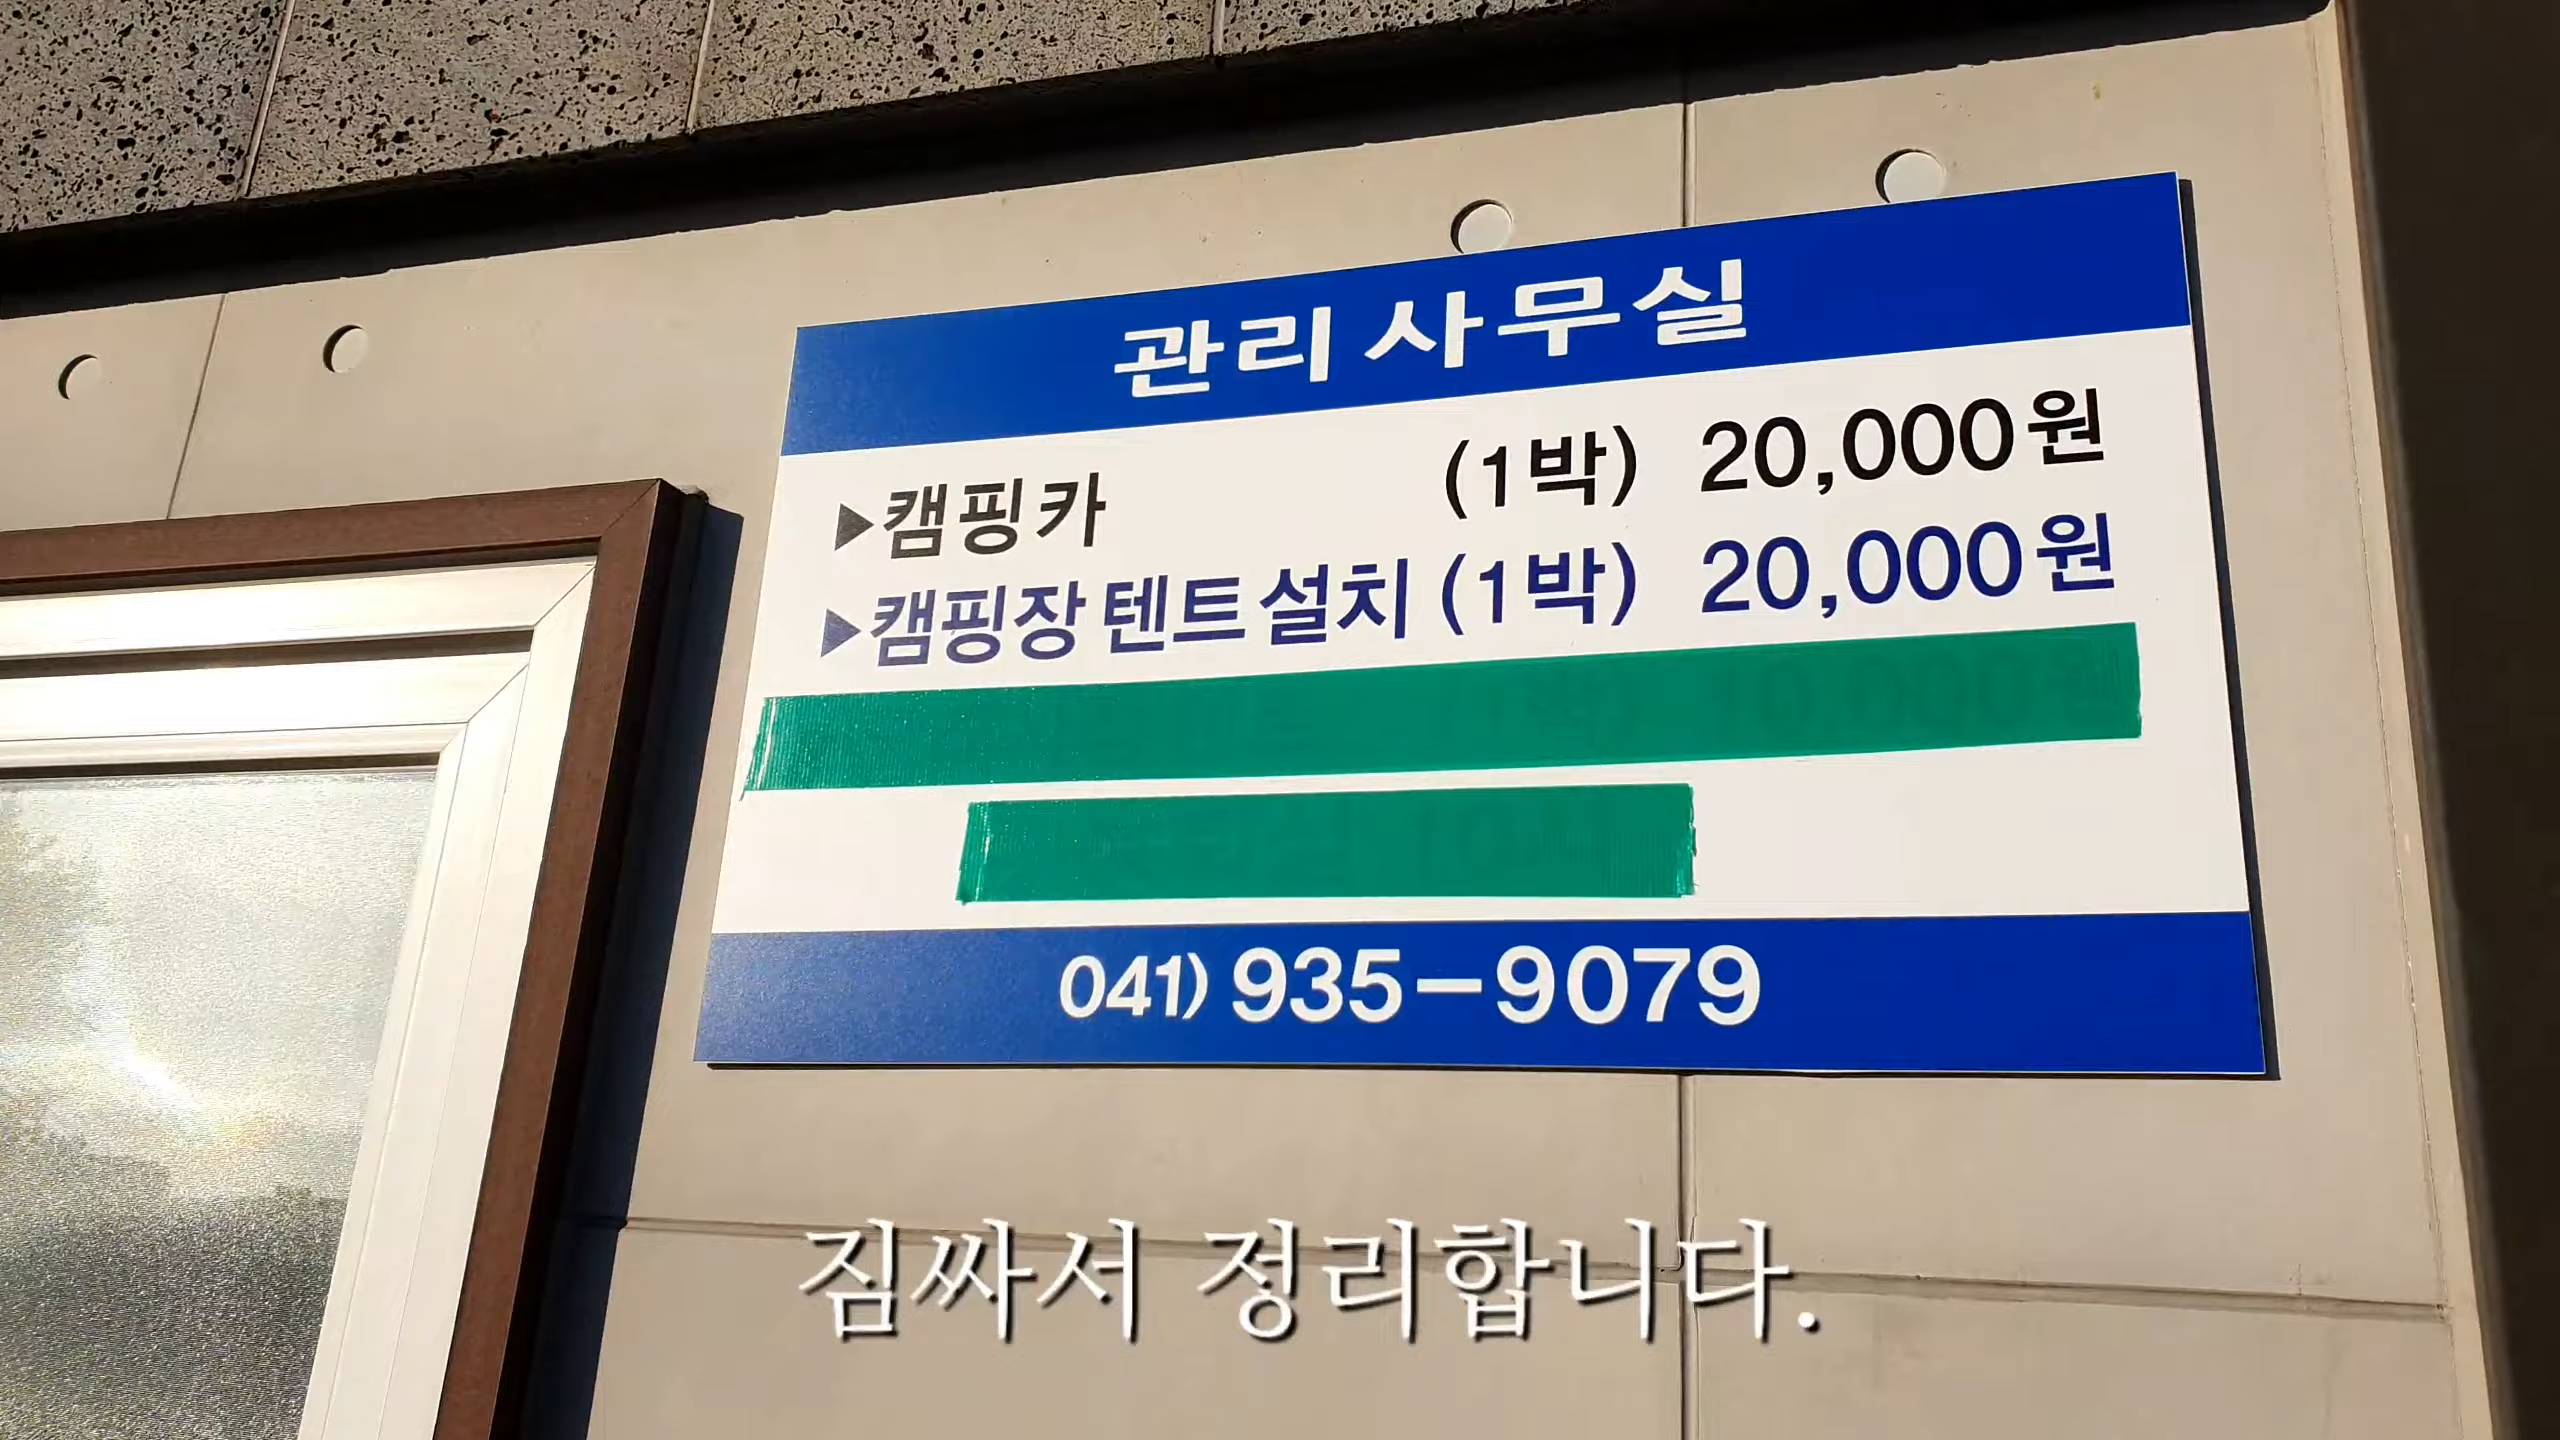 관리사무실
▶캠핑카 (1박) 20,000원
▶캠핑장 텐트설치 (1박) 20,000원
041) 935-9079
짐싸서 정리합니다.